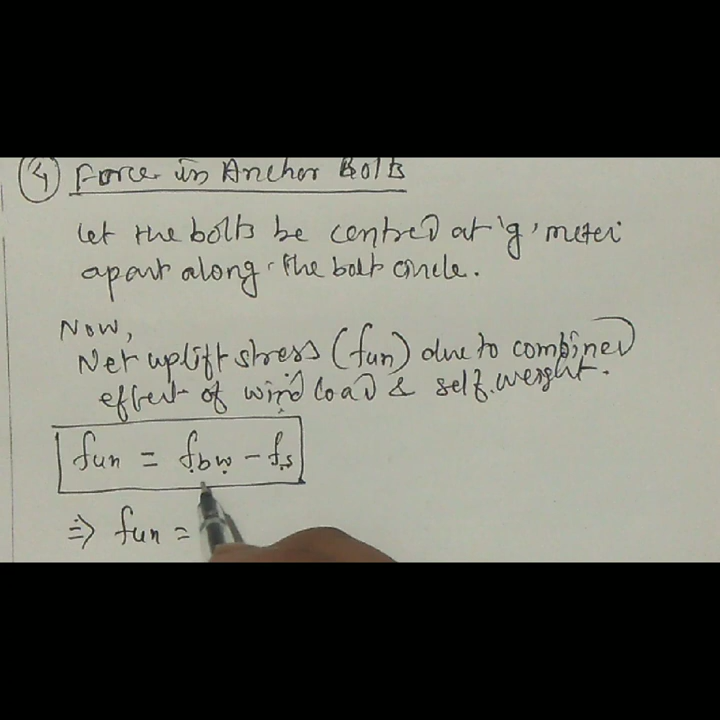 ④ Force in Anchor Bolts
Let the bolts be centred at 'g' meter
apart along the bolt circle.
Now,
Net uplift stress (fun) due to combined
effect of wind load & self.weight.
fun = fbw - fs
⇒ fun =